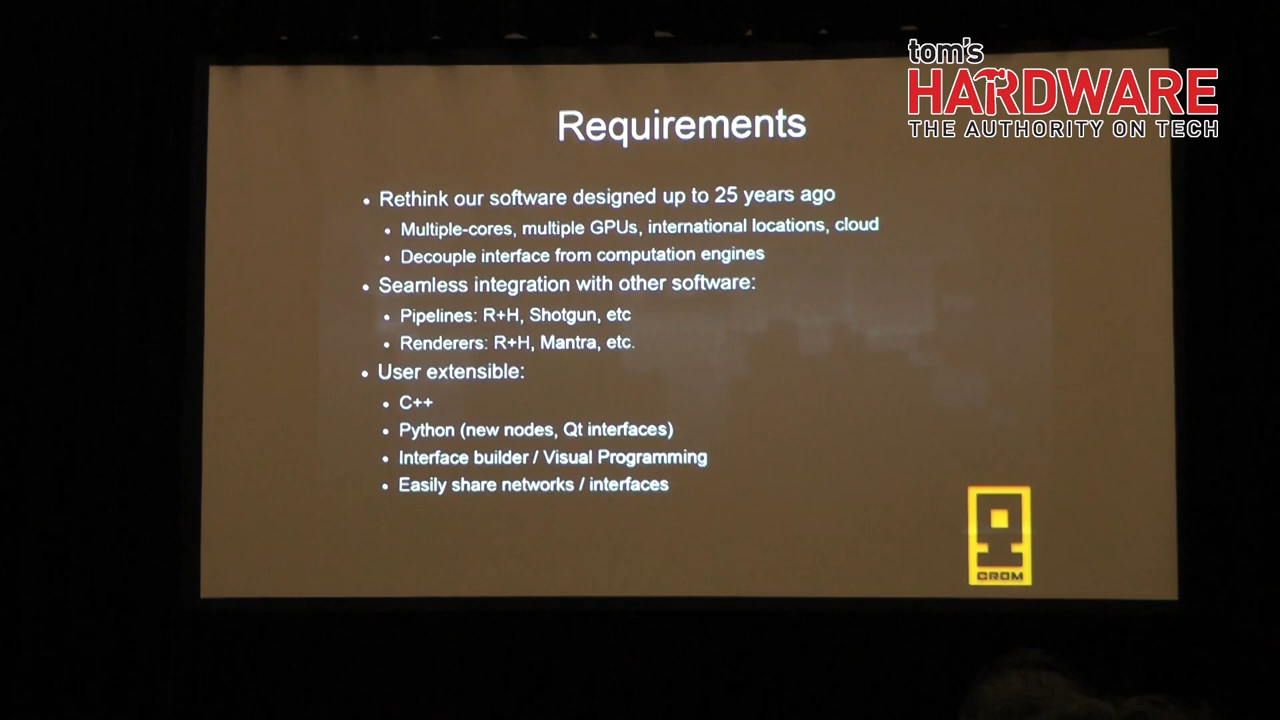 tom's
HARDWARE
THE AUTHORITY ON TECH
Requirements
• Rethink our software designed up to 25 years ago
• Multiple-cores, multiple GPUs, international locations, cloud
• Decouple interface from computation engines
• Seamless integration with other software:
• Pipelines: R+H, Shotgun, etc
• Renderers: R+H, Mantra, etc.
• User extensible:
• C++
• Python (new nodes, Qt interfaces)
• Interface builder / Visual Programming
• Easily share networks / interfaces
CROM